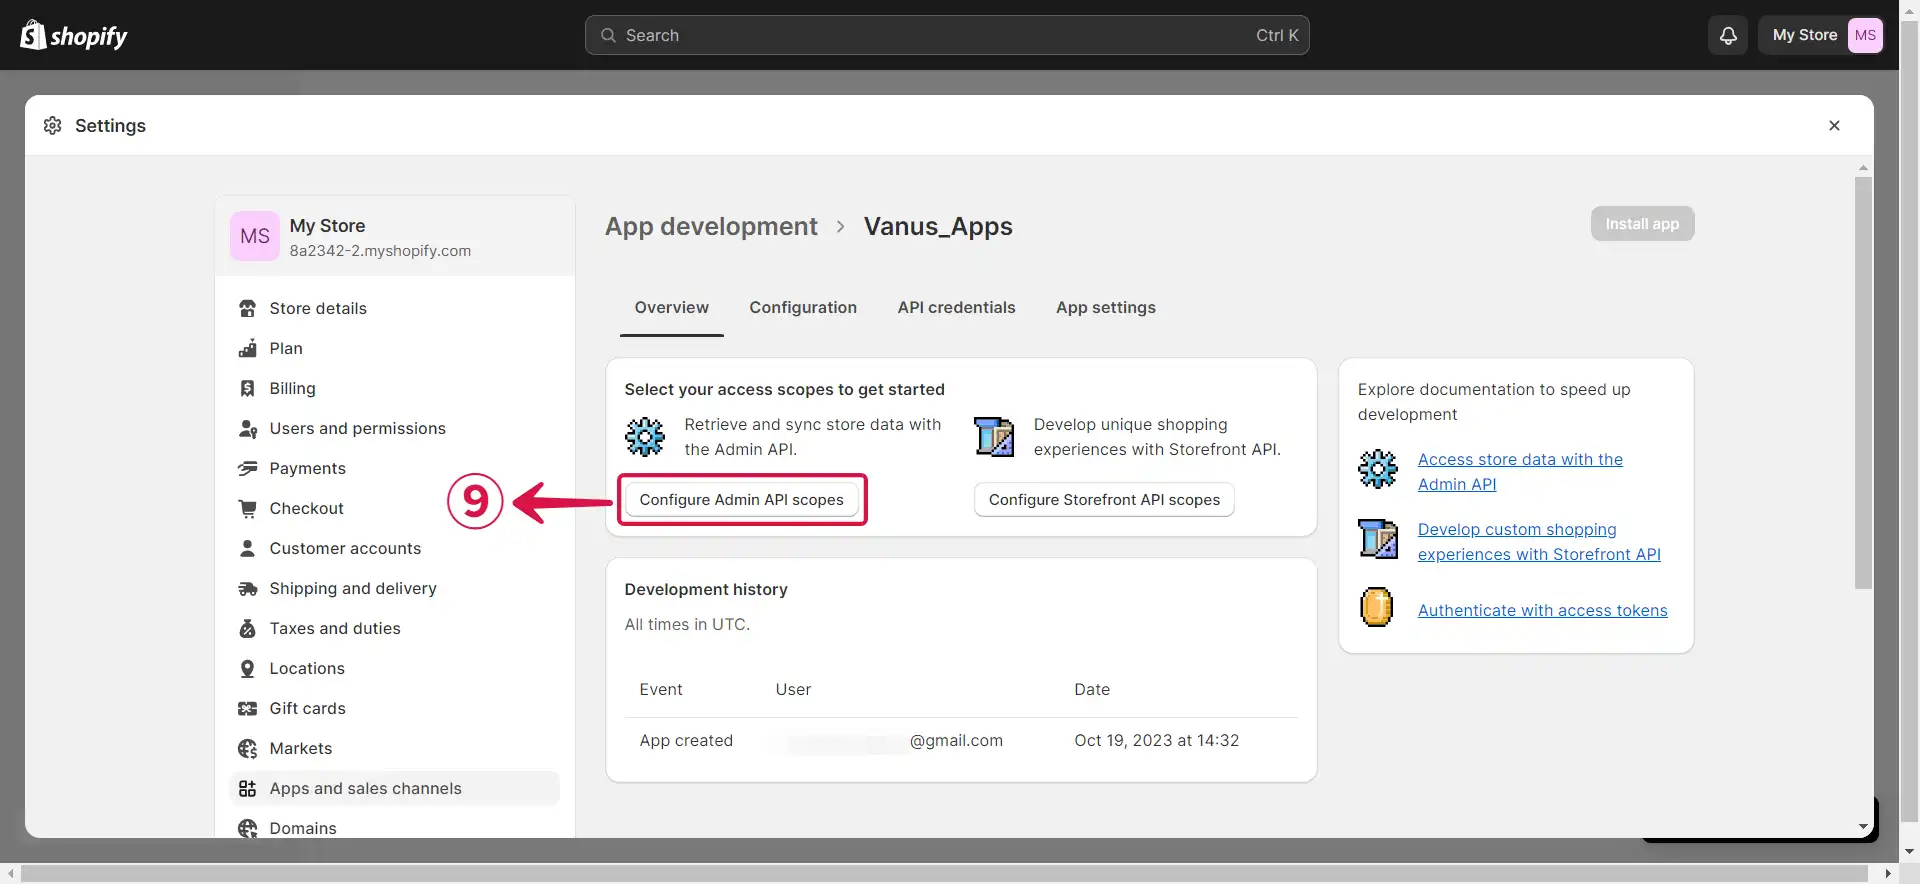 shopify
Search
Ctrl K
My Store
MS
Settings
MS
My Store
8a2342-2.myshopify.com
Store details
Plan
Billing
Users and permissions
Payments
Checkout
Customer accounts
Shipping and delivery
Taxes and duties
Locations
Gift cards
Markets
Apps and sales channels
Domains
App development
Vanus_Apps
Install app
Overview
Configuration
API credentials
App settings
Select your access scopes to get started
Retrieve and sync store data with
the Admin API.
Configure Admin API scopes
9
Develop unique shopping
experiences with Storefront API.
Configure Storefront API scopes
Development history
All times in UTC.
Event
User
Date
App created
@gmail.com
Oct 19, 2023 at 14:32
Explore documentation to speed up
development
Access store data with the
Admin API
Develop custom shopping
experiences with Storefront API
Authenticate with access tokens